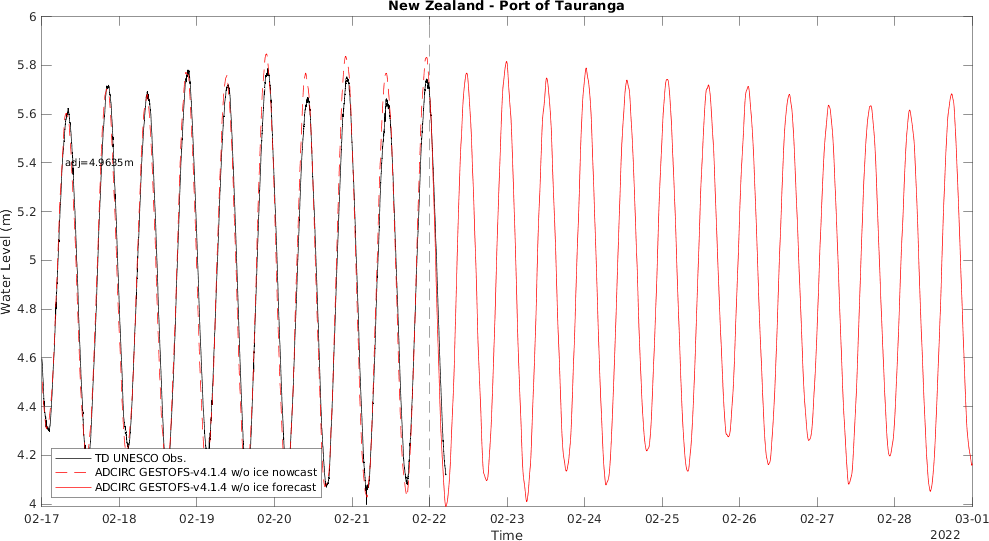 New Zealand - Port of Tauranga
Water Level (m)
6
5.8
5.6
5.4
5.2
5
4.8
4.6
4.4
4.2
4
adj=4.9635m
TD UNESCO Obs.
ADCIRC GESTOFS-v4.1.4 w/o ice nowcast
ADCIRC GESTOFS-v4.1.4 w/o ice forecast
02-17 02-18 02-19 02-20 02-21 02-22 02-23 02-24 02-25 02-26 02-27 02-28 03-01
Time
2022